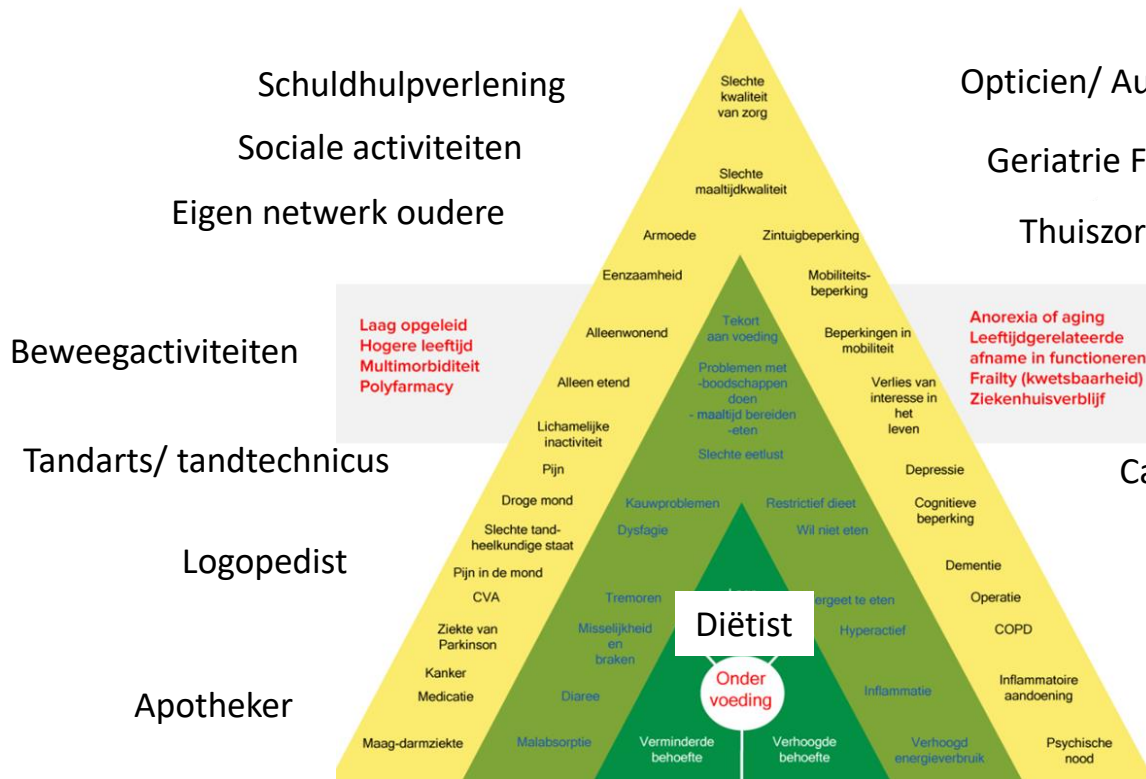 Schuldhulpverlening
Sociale activiteiten
Eigen netwerk oudere
Beweegactiviteiten
Tandarts/ tandtechnicus
Logopedist
Apotheker
Opticien/
Geriatrie
Laag opgeleid
Hogere leeftijd
Multimorbiditeit
Polyfarmacy
Anorexia of aging
Leeftijdgerelateerde
afname in functioneren
Frailty (kwetsbaarheid)
Ziekenhuisverblijf
Slechte
kwaliteit
van zorg
Slechte
maaltijdkwaliteit
Armoede
Zintuigbeperking
Eenzaamheid
Mobiliteits-
beperking
Alleenwonend
Beperkingen in
mobiliteit
Alleen etend
Verlies van
interesse in
het
leven
Lichamelijke
inactiviteit
Pijn
Depressie
Droge mond
Cognitieve
beperking
Slechte tand-
heelkundige staat
Pijn in de mond
Dementie
CVA
Operatie
Ziekte van
Parkinson
COPD
Kanker
Medicatie
Inflammatoire
aandoening
Maag-darmziekte
Psychische
nood
Tekort
aan voeding
Problemen met
-boodschappen
doen
- maaltijd bereiden
-eten
Slechte eetlust
Kauwproblemen
Restrictief dieet
Dysfagie
Wil niet eten
Tremoren
te eten
Misselijkheid
en
braken
Hyperactief
Diaree
Inflammatie
Malabsorptie
Verhoogd
energieverbruik
Diëtist
Onder
voeding
Verminderde
behoefte
Verhoogde
behoefte